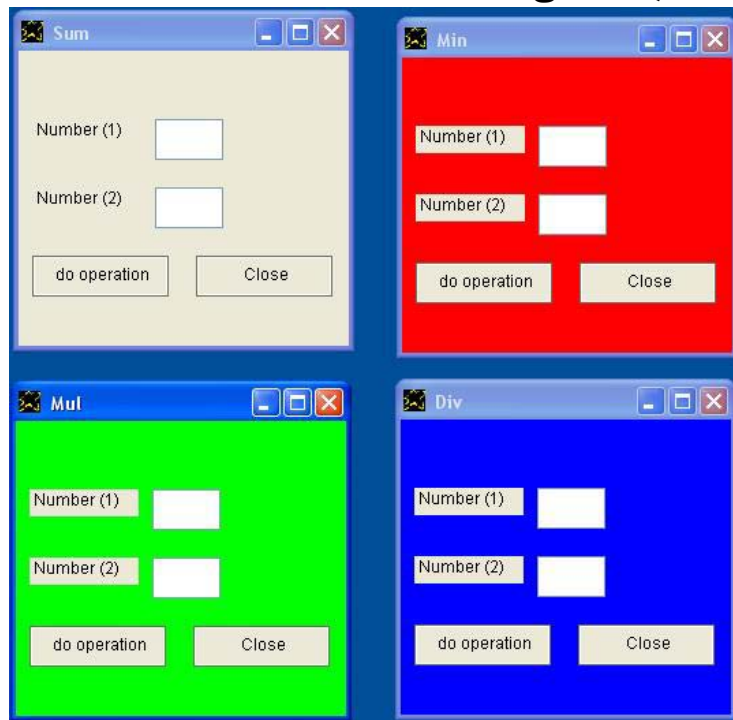 Sum
Number (1)
Number (2)
do operation Close
Min
Number (1)
Number (2)
do operation Close
Mul
Number (1)
Number (2)
do operation Close
Div
Number (1)
Number (2)
do operation Close